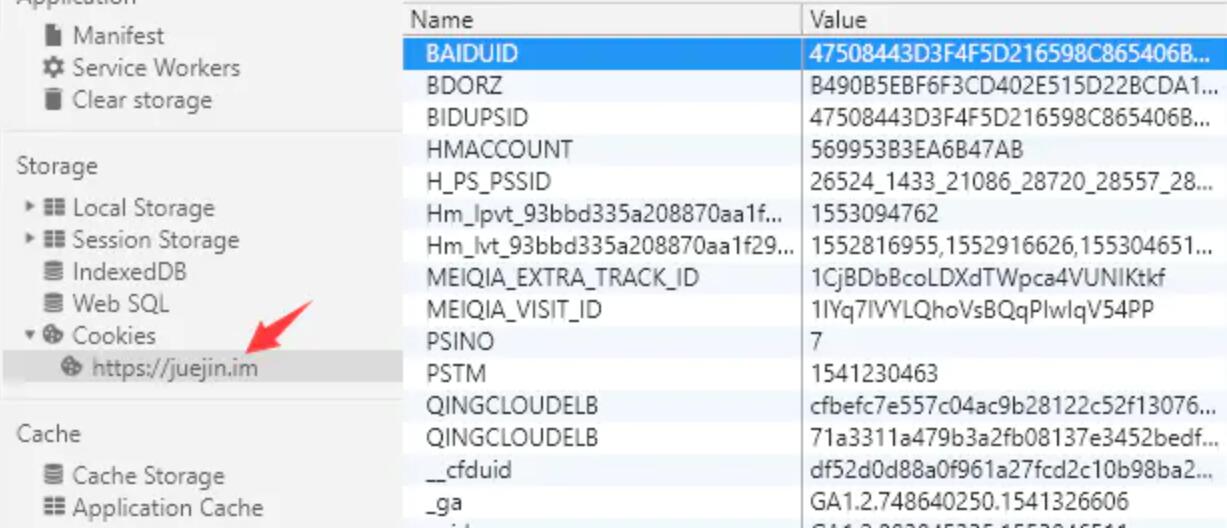 Application
Manifest
Service Workers
Clear storage
Storage
Local Storage
Session Storage
IndexedDB
Web SQL
Cookies
https://juejin.im
Cache
Cache Storage
Application Cache
Name Value
BAIDUID 47508443D3F4F5D216598C865406B...
BDORZ B490B5EBF6F3CD402E515D22BCDA1...
BIDUPSID 47508443D3F4F5D216598C865406B...
HMACCOUNT 569953B3EA6B47AB
H_PS_PSSID 26524_1433_21086_28720_28557_28...
Hm_lpvt_93bbd335a208870aa1f... 1553094762
Hm_lvt_93bbd335a208870aa1f29... 1552816955,1552916626,155304651...
MEIQIA_EXTRA_TRACK_ID 1CjBDbBcoLDXdTWpca4VUNIKtkf
MEIQIA_VISIT_ID 1IYq7lVYLQhoVsBQqPlwIqV54PP
PSINO 7
PSTM 1541230463
QINGCLOUDELB cfbefc7e557c04ac9b28122c52f13076...
QINGCLOUDELB 71a3311a479b3a2fb08137e3452bedf...
__cfduid df52d0d88a0f961a27fcd2c10b98ba2...
_ga GA1.2.748640250.1541326606